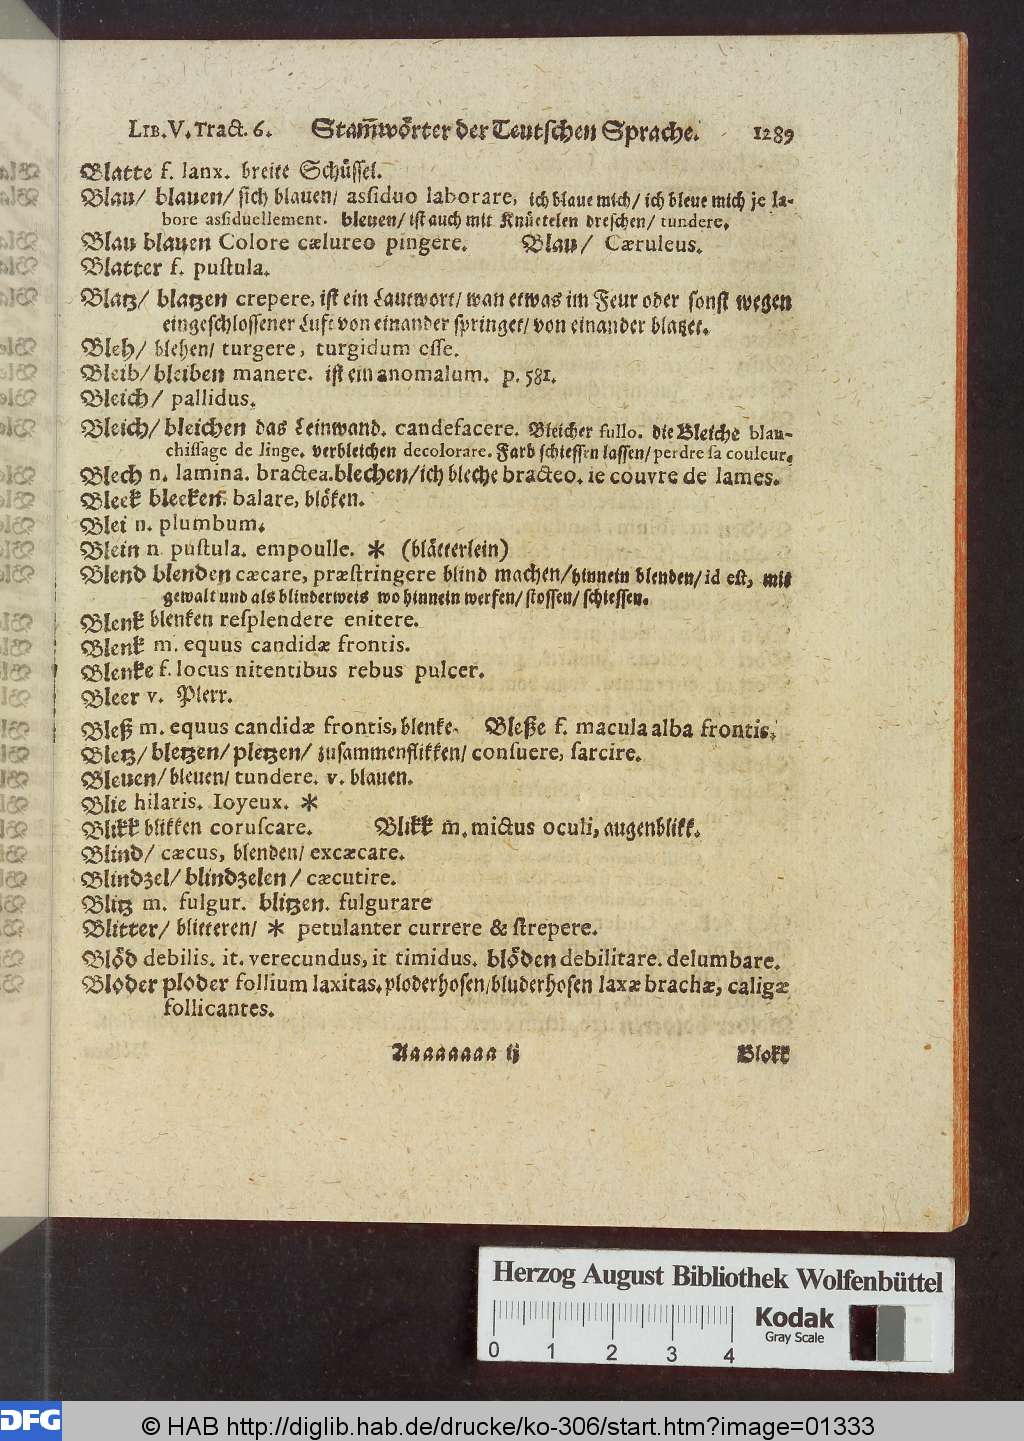 LIB. V. Tract. 6. Stam̃wörter der Teutschen Sprache. 1289
Blatte f. lanx. breite Schüssel.
Blau/ blauen/ sich blauen/ assiduo laborare, ich blaue mich/ ich bleue mich je la-
bore assiduellement. bleuen/ ist auch mit Knüttelen dreschen/ tundere.
Blau blauen Colore cælureo pingere. Blau/ Cæruleus.
Blatter f. pustula.
Blatz/ blatzen crepere, ist ein Lautwort/ wan etwas im Feur oder sonst wegen
eingeschlossener Luft von einander springet/ von einander blatzet.
Bleh/ blehen/ turgere, turgidum esse.
Bleib/ bleiben manere. ist ein anomalum. p. 581.
Bleich/ pallidus.
Bleich/ bleichen das Leinwand. candefacere. Bleicher fullo. die Bleiche blan-
chissage de linge. verbleichen decolorare. Farb schiessen lassen/ perdre sa couleur.
Blech n. lamina. bractea. blechen/ ich bleche bracteo. ie couvre de lames.
Bleek bleeken. balare, blöken.
Blei n. plumbum.
Blein n pustula. empoulle. * (blätterlein)
Blend blenden cæcare, præstringere blind machen/ hinnein blenden/ id est, mit
gewalt und als blinderweis wo hinnein werfen/ stossen/ schiessen.
Blenk blenken resplendere enitere.
Blenk m. equus candidæ frontis.
Blenke f. locus nitentibus rebus pulcer.
Bleer v. Plerr.
Bleß m. equus candidæ frontis, blenke. Bleße f. macula alba frontis.
Bletz/ bletzen/ pletzen/ zusammenflikken/ consuere, sarcire.
Bleuen/ bleuen/ tundere. v. blauen.
Blie hilaris. Ioyeux. *
Blikk blikken coruscare. Blikk m. mictus oculi, augenblikk.
Blind/ cæcus, blenden/ excæcare.
Blindzel/ blindzelen/ cæcutire.
Blitz m. fulgur. blitzen. fulgurare
Blitter/ blitteren/ * petulanter currere & strepere.
Blöd debilis. it. verecundus, it timidus. blöden debilitare. delumbare.
Bloder ploder follium laxitas. ploderhosen/ bluderhosen laxæ brachæ, caligæ
follicantes.
Aaaaaaaa ij Blokk
Herzog August Bibliothek Wolfenbüttel
Kodak
Gray Scale
0 1 2 3 4
DFG
© HAB http://diglib.hab.de/drucke/ko-306/start.htm?image=01333